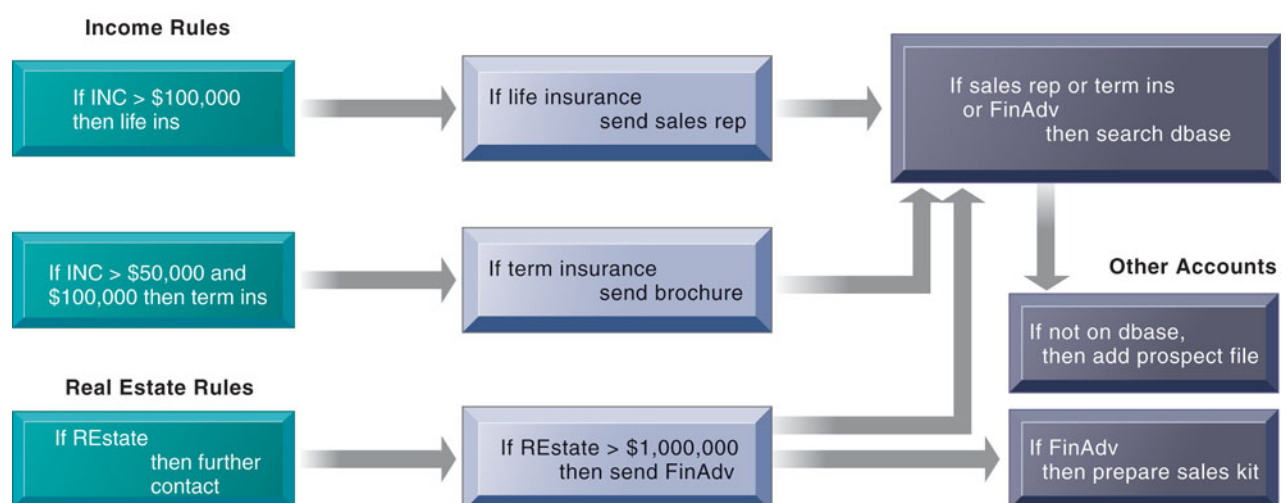 Income Rules
If INC > $100,000
then life ins
If life insurance
send sales rep
If sales rep or term ins
or FinAdv
then search dbase
If INC > $50,000 and
$100,000 then term ins
If term insurance
send brochure
Other Accounts
If not on dbase,
then add prospect file
Real Estate Rules
If REstate
then further
contact
If REstate > $1,000,000
then send FinAdv
If FinAdv
then prepare sales kit